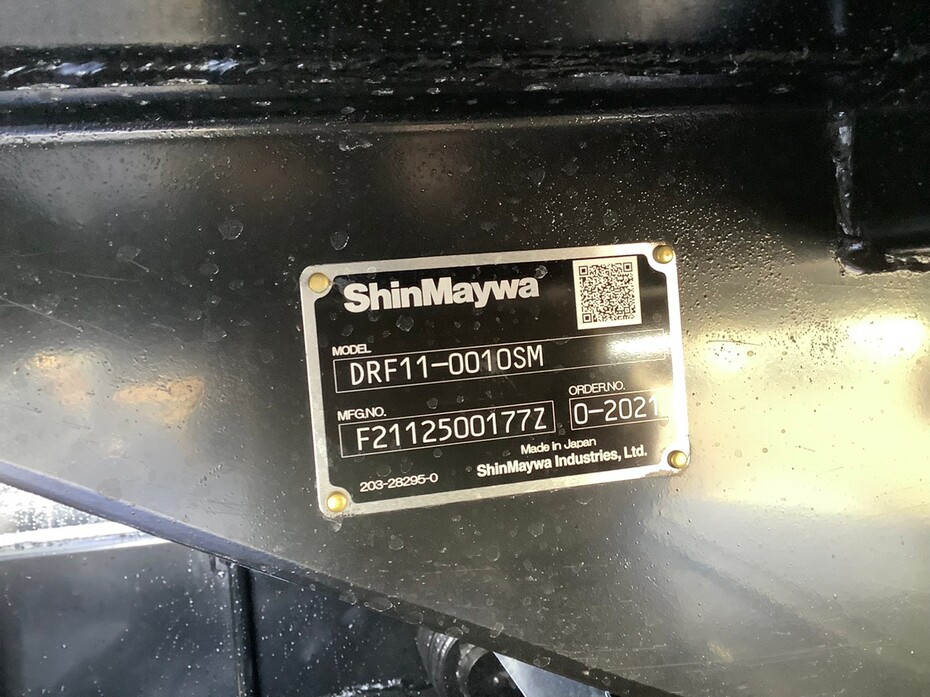 ShinMaywa
MODEL
DRF11-0010SM
MFG.NO.
F2112500177Z
ORDER.NO.
0-2021
Made in Japan
ShinMaywa Industries, Ltd.
203-28295-0